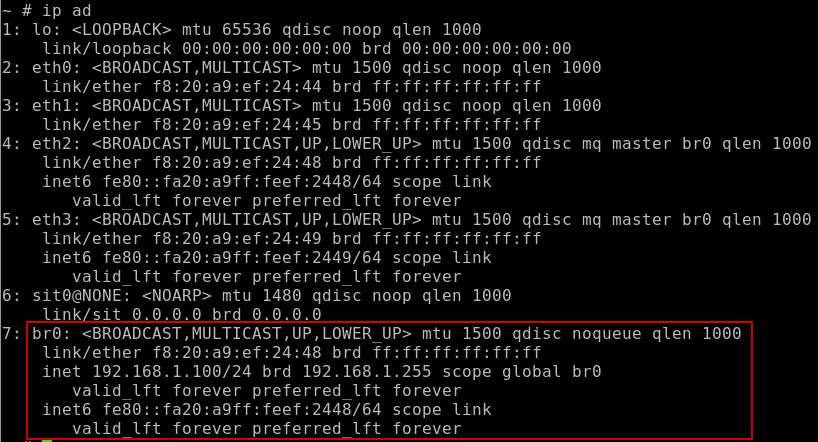 ~ # ip ad
1: lo: <LOOPBACK> mtu 65536 qdisc noop qlen 1000
    link/loopback 00:00:00:00:00:00 brd 00:00:00:00:00:00
2: eth0: <BROADCAST,MULTICAST> mtu 1500 qdisc noop qlen 1000
    link/ether f8:20:a9:ef:24:44 brd ff:ff:ff:ff:ff:ff
3: eth1: <BROADCAST,MULTICAST> mtu 1500 qdisc noop qlen 1000
    link/ether f8:20:a9:ef:24:45 brd ff:ff:ff:ff:ff:ff
4: eth2: <BROADCAST,MULTICAST,UP,LOWER_UP> mtu 1500 qdisc mq master br0 qlen 1000
    link/ether f8:20:a9:ef:24:48 brd ff:ff:ff:ff:ff:ff
    inet6 fe80::fa20:a9ff:feef:2448/64 scope link
       valid_lft forever preferred_lft forever
5: eth3: <BROADCAST,MULTICAST,UP,LOWER_UP> mtu 1500 qdisc mq master br0 qlen 1000
    link/ether f8:20:a9:ef:24:49 brd ff:ff:ff:ff:ff:ff
    inet6 fe80::fa20:a9ff:feef:2449/64 scope link
       valid_lft forever preferred_lft forever
6: sit0@NONE: <NOARP> mtu 1480 qdisc noop qlen 1000
    link/sit 0.0.0.0 brd 0.0.0.0
7: br0: <BROADCAST,MULTICAST,UP,LOWER_UP> mtu 1500 qdisc noqueue qlen 1000
    link/ether f8:20:a9:ef:24:48 brd ff:ff:ff:ff:ff:ff
    inet 192.168.1.100/24 brd 192.168.1.255 scope global br0
       valid_lft forever preferred_lft forever
    inet6 fe80::fa20:a9ff:feef:2448/64 scope link
       valid_lft forever preferred_lft forever